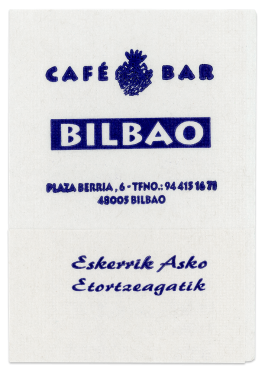 CAFÉ BAR
BILBAO
PLAZA BERRIA, 6 - TFNO.: 94 415 16 71
48005 BILBAO
Eskerrik Asko
Etortzeagatik